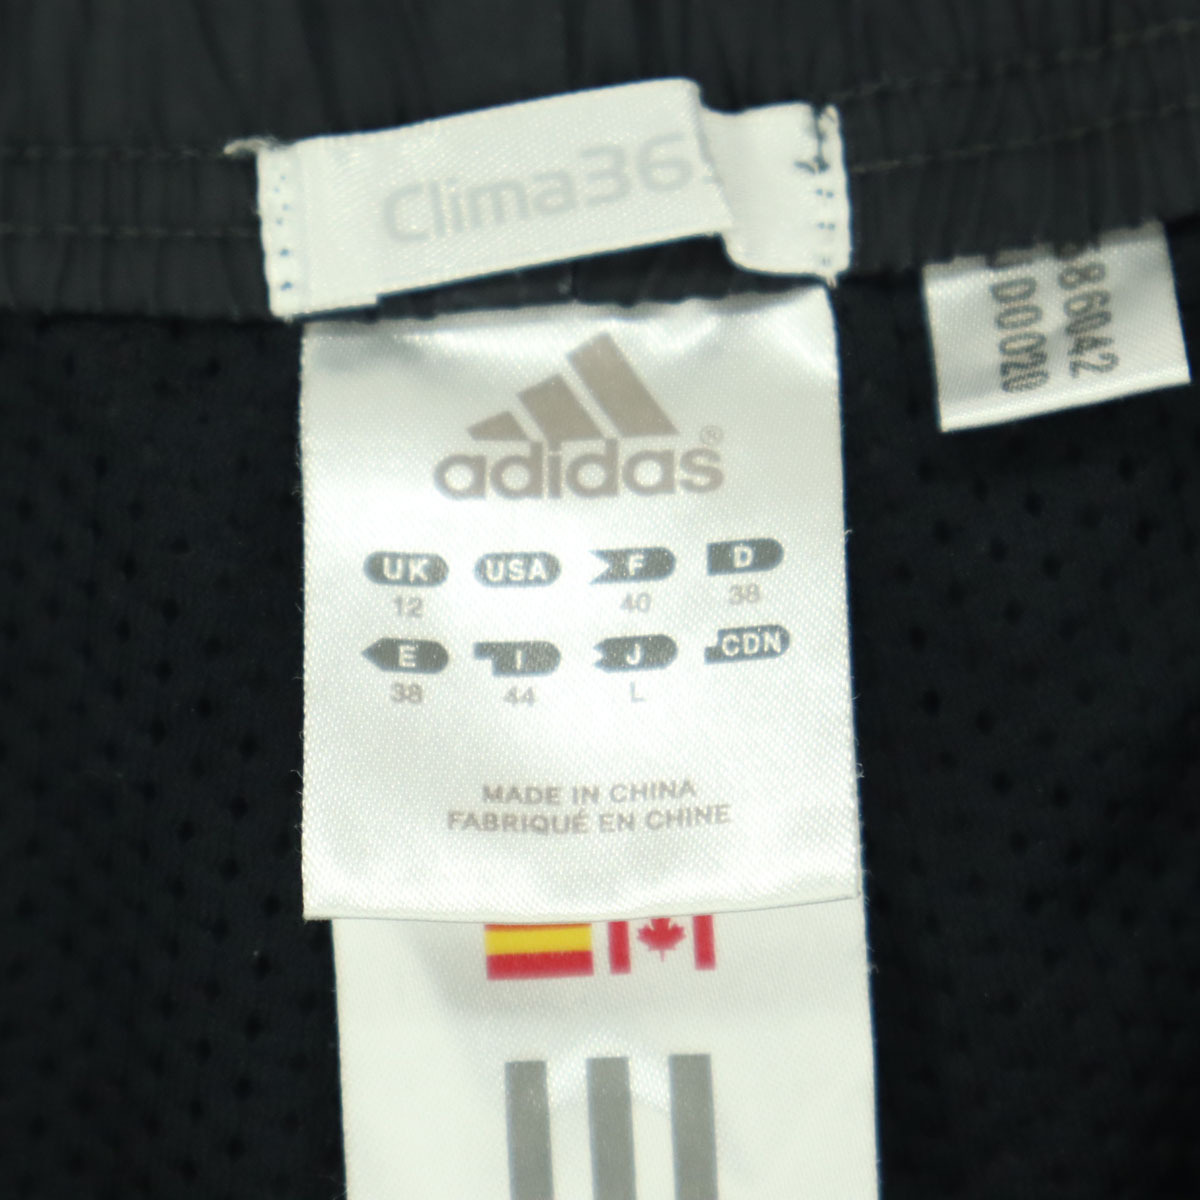 Clima36
adidas®
UK USA F D
12 40 38
E I J CDN
38 44 L
MADE IN CHINA
FABRIQUÉ EN CHINE
86042
00020